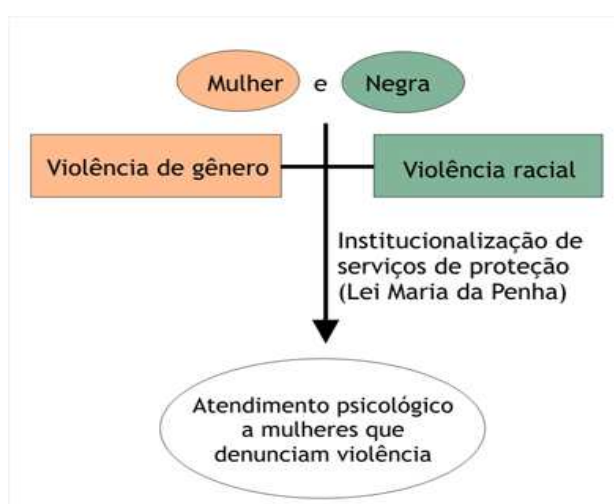 Mulher e Negra
Violência de gênero
Violência racial
Institucionalização de
serviços de proteção
(Lei Maria da Penha)
Atendimento psicológico
a mulheres que
denunciam violência